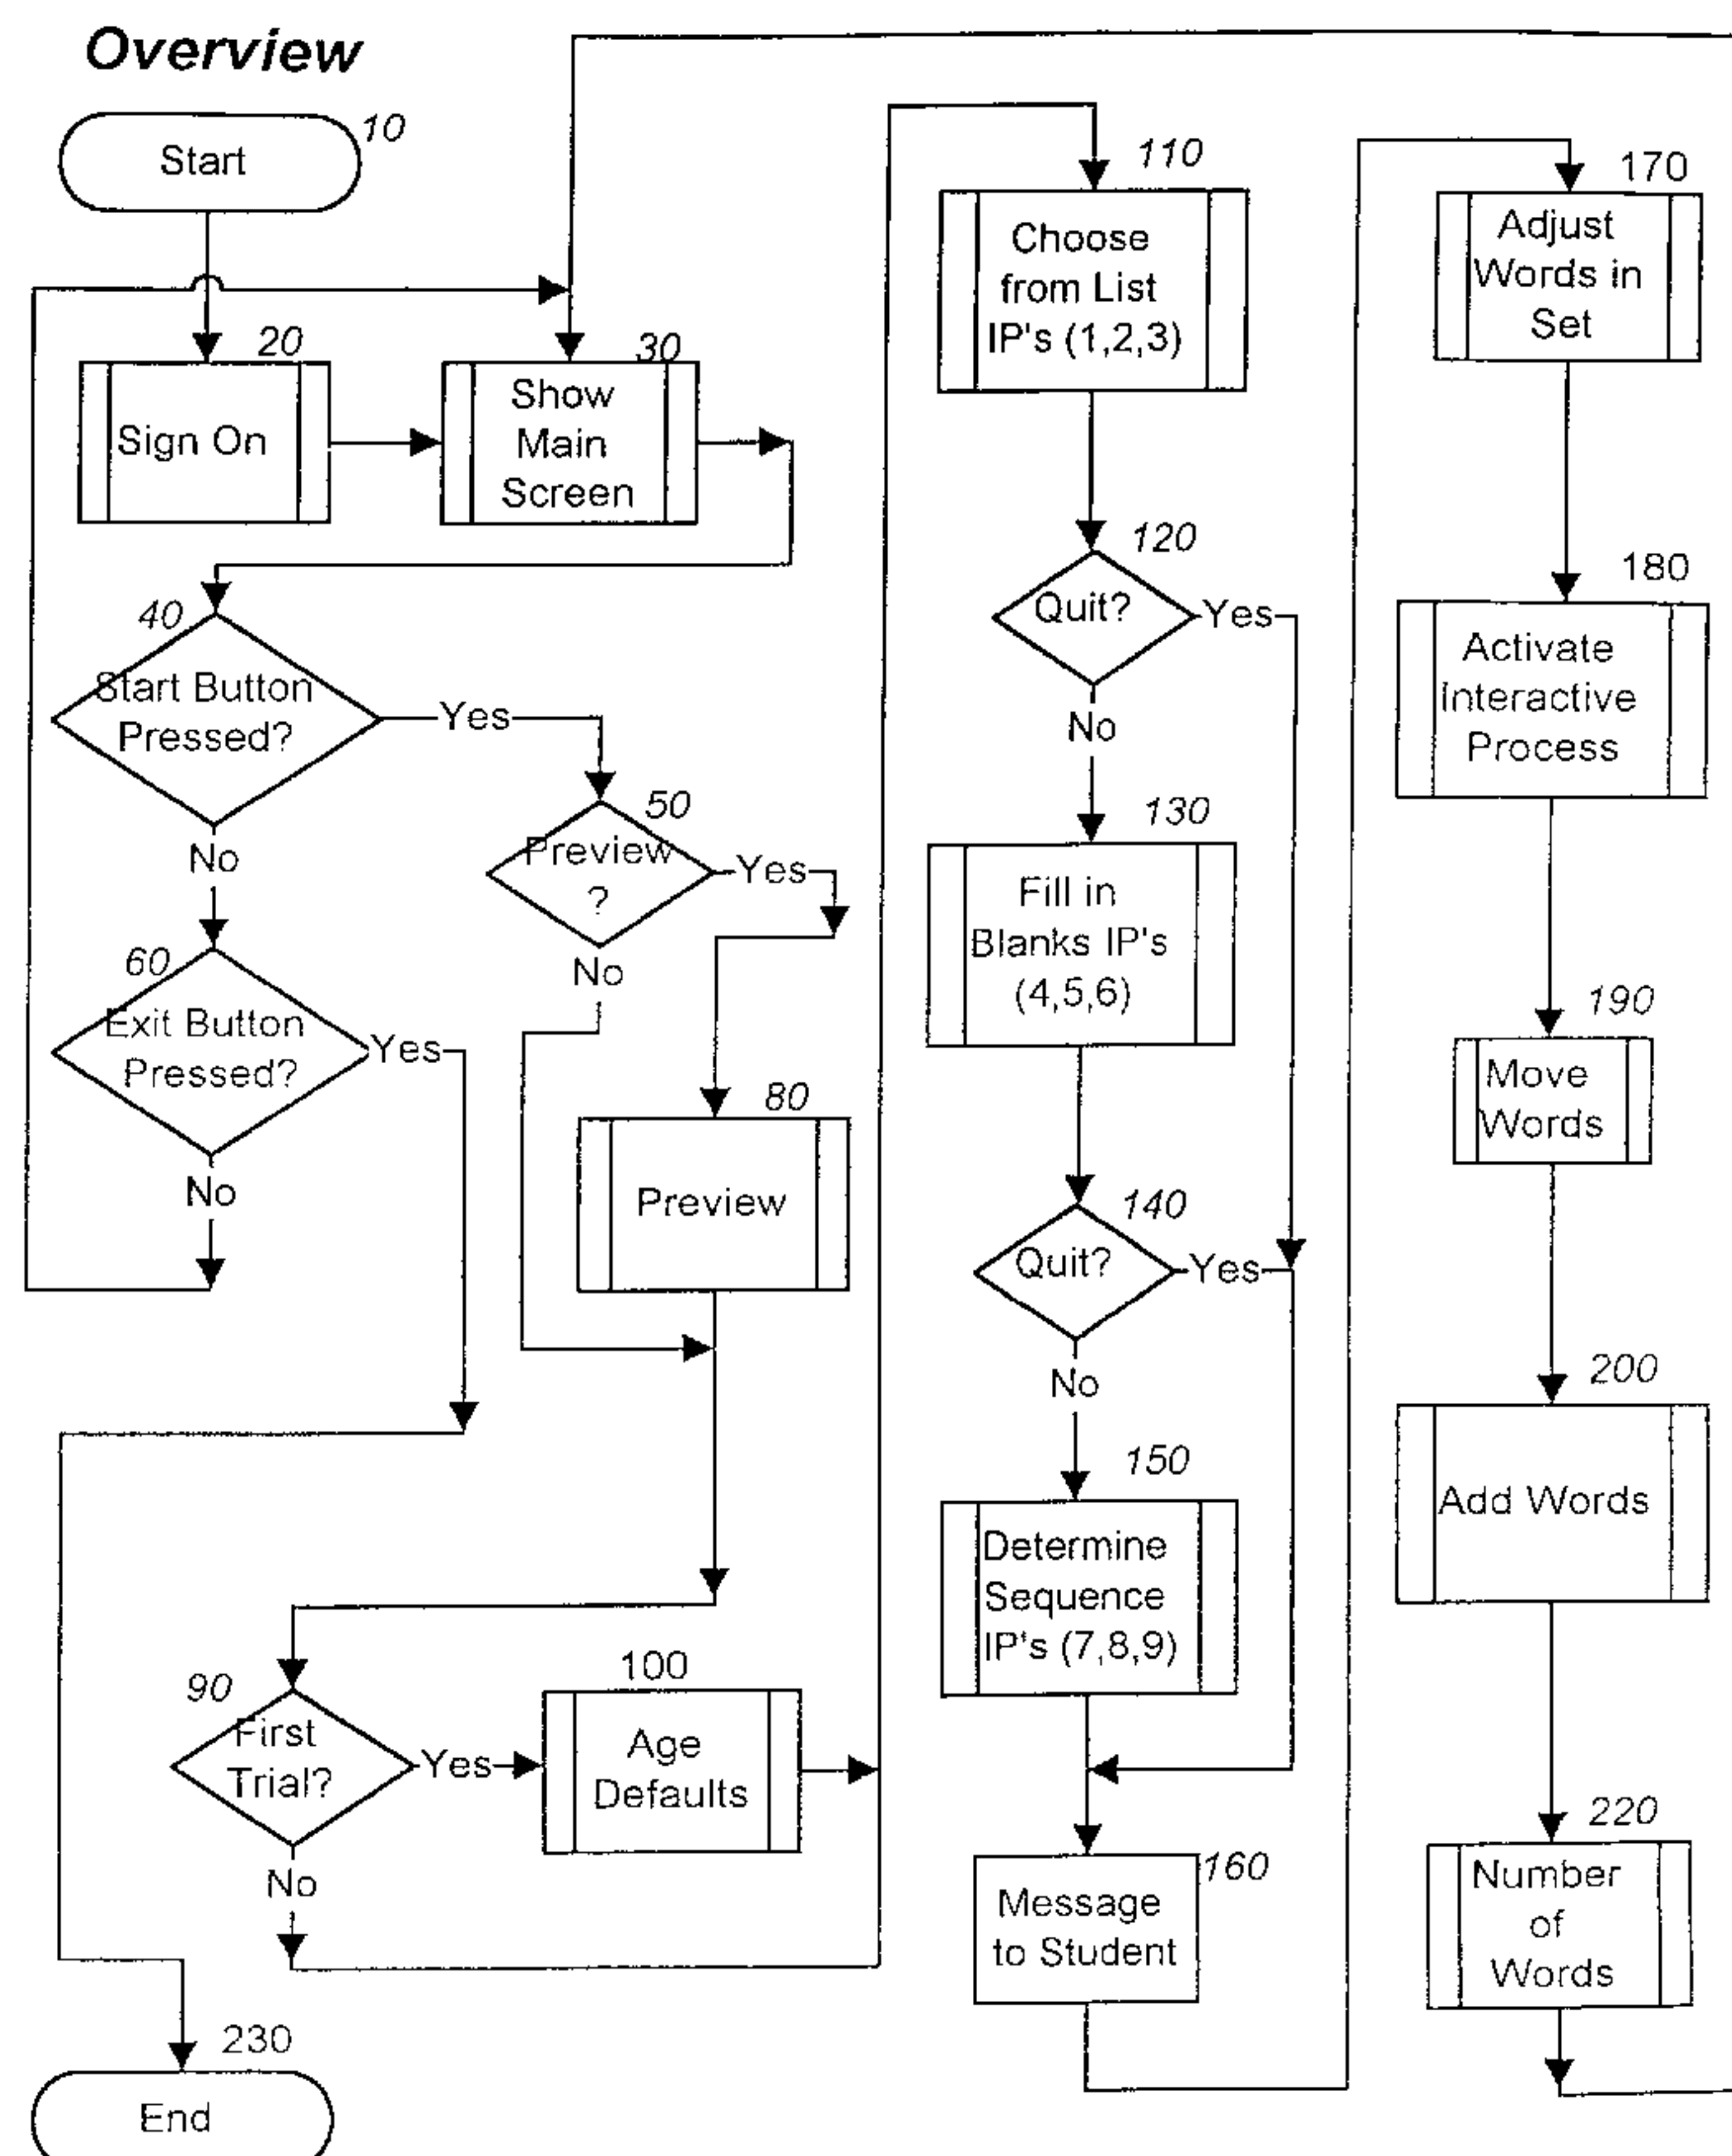 Overview
10
Start
20
Sign On
30
Show
Main
Screen
40
Start Button
Pressed?
Yes
No
50
Preview
?
Yes
No
60
Exit Button
Pressed?
Yes
No
80
Preview
90
First
Trial?
Yes
No
100
Age
Defaults
230
End
110
Choose
from List
IP's (1,2,3)
120
Quit?
Yes
No
130
Fill in
Blanks IP's
(4,5,6)
140
Quit?
Yes
No
150
Determine
Sequence
IP's (7,8,9)
160
Message
to Student
170
Adjust
Words in
Set
180
Activate
Interactive
Process
190
Move
Words
200
Add Words
220
Number
of
Words